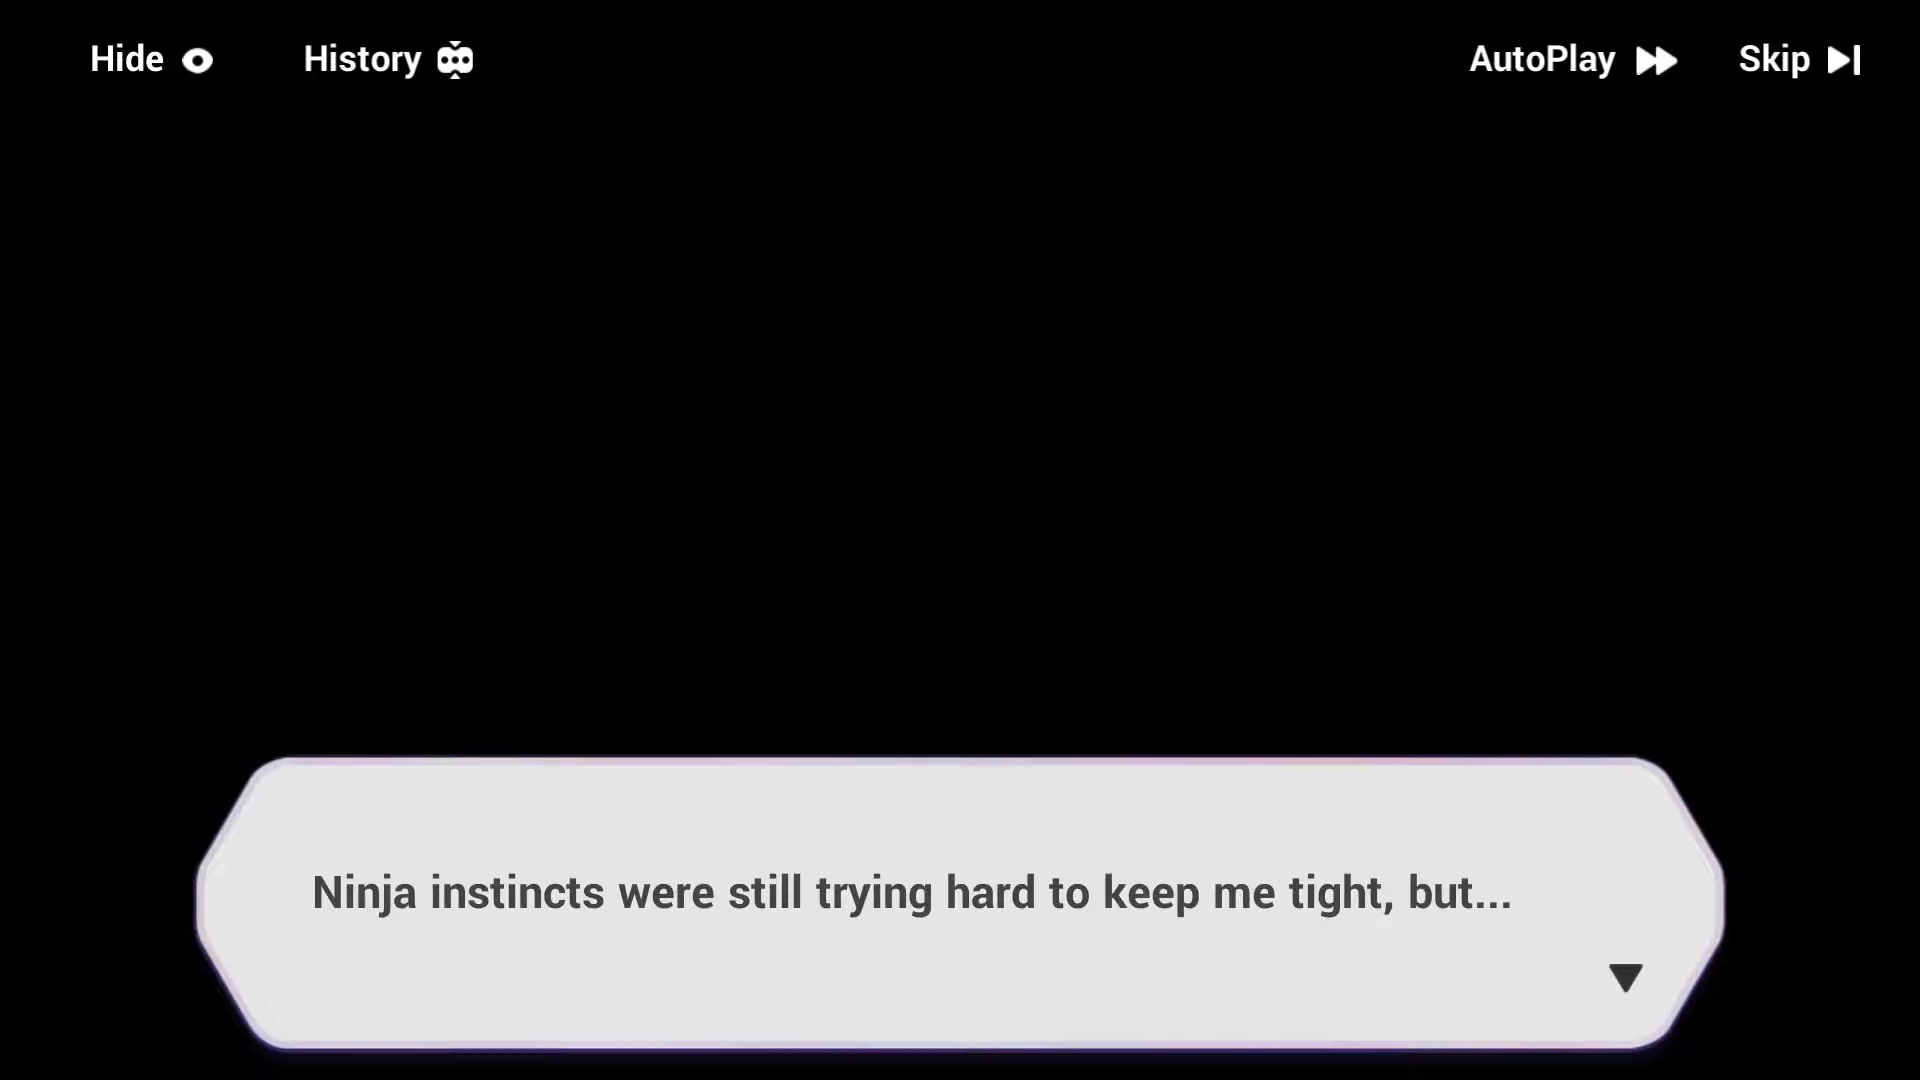 Hide
History
AutoPlay
Skip
Ninja instincts were still trying hard to keep me tight, but...